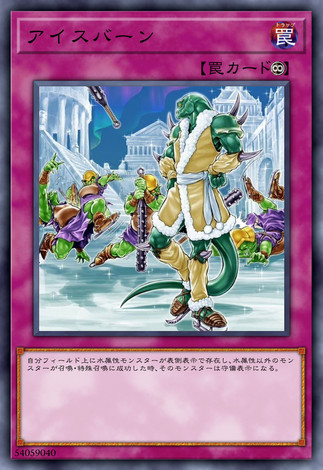 アイスバーン
トラップ
罠
【罠カード】
自分フィールド上に水属性モンスターが表側表示で存在し、水属性以外のモン
スターが召喚・特殊召喚に成功した時、そのモンスターは守備表示になる。
54059040